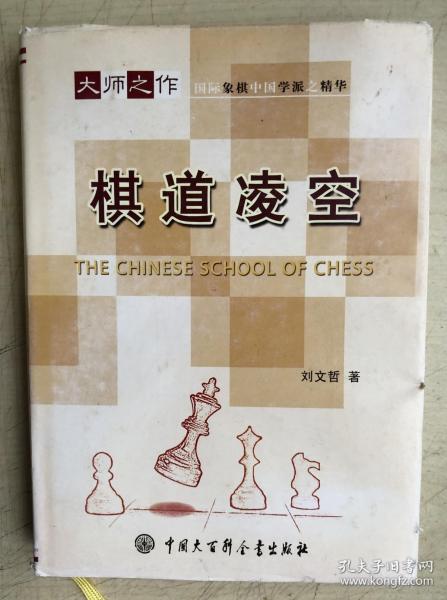 大师之作 国际象棋中国学派之精华
棋道凌空
THE CHINESE SCHOOL OF CHESS
刘文哲 著
中国大百科全书出版社
孔夫子旧书网
kongfz.com